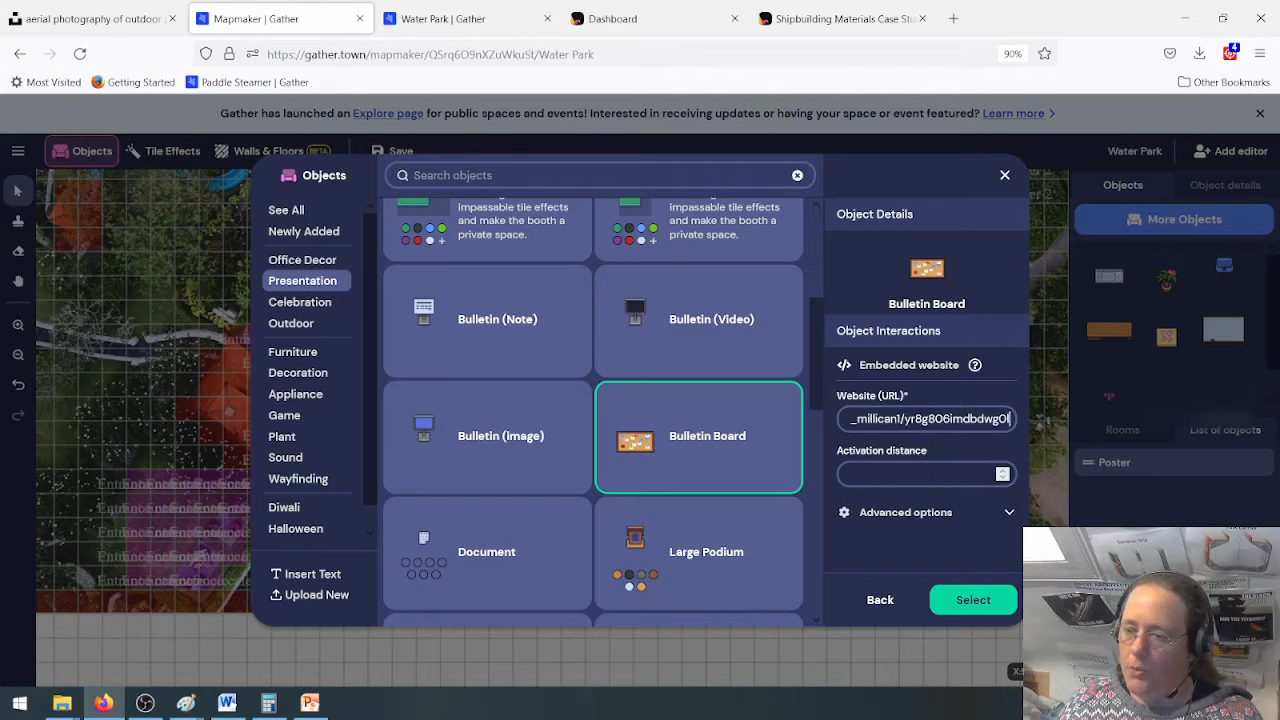 aerial photography of outdoor
Mapmaker | Gather
Water Park | Gather
Dashboard
Shipbuilding Materials Case Stu
https://gather.town/mapmaker/QSrq6O9nXZuWkuSf/Water Park
90%
Most Visited
Getting Started
Paddle Steamer | Gather
Other Bookmarks
Gather has launched an Explore page for public spaces and events! Interested in receiving updates or having your space or event featured? Learn more >
Objects
Tile Effects
Walls & Floors
BETA
Save
Water Park
Add editor
Objects
See All
Newly Added
Office Decor
Presentation
Celebration
Outdoor
Furniture
Decoration
Appliance
Game
Plant
Sound
Wayfinding
Diwali
Halloween
Insert Text
Upload New
Search objects
impassable tile effects
and make the booth a
private space.
impassable tile effects
and make the booth a
private space.
Bulletin (Note)
Bulletin (Video)
Bulletin (Image)
Bulletin Board
Document
Large Podium
Object Details
Bulletin Board
Object Interactions
Embedded website
Website (URL)*
_millican1/yr8g8O6imdbdwg0l
Activation distance
Advanced options
Back
Select
Objects
Object details
More Objects
Rooms
List of objects
Poster